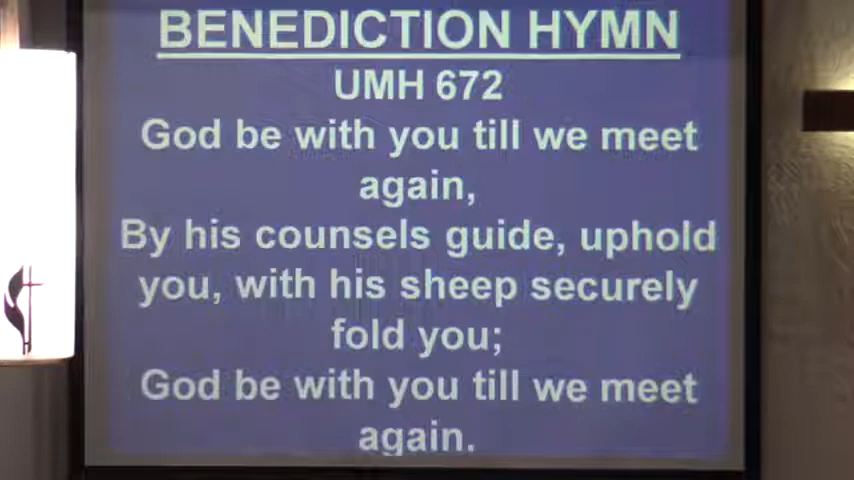 BENEDICTION HYMN
UMH 672
God be with you till we meet
again,
By his counsels guide, uphold
you, with his sheep securely
fold you;
God be with you till we meet
again.